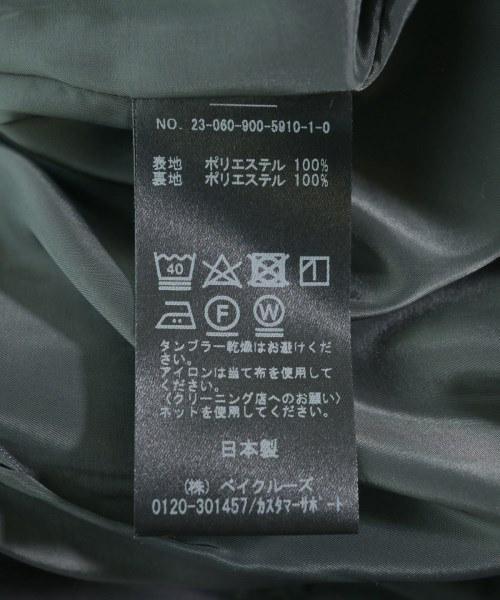 NO. 23-060-900-5910-1-0
表地 ポリエステル 100%
裏地 ポリエステル 100%
40
F W
タンブラー乾燥はお避けくだ
さい。
アイロンは当て布を使用して
ください。
〈クリーニング店へのお願い〉
ネットを使用してください。
日本製
(株) ベイクルーズ
0120-301457/カスタマーサポート